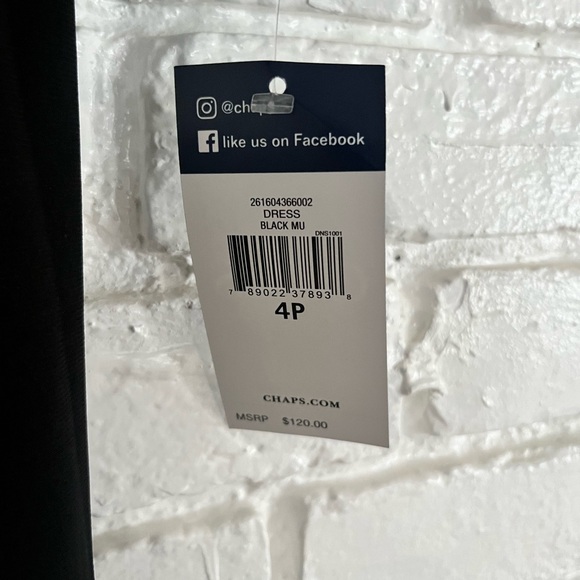 @chaps
like us on Facebook
261604366002
DRESS
BLACK MU
DNS1001
7 89022 37893 8
4P
CHAPS.COM
MSRP $120.00